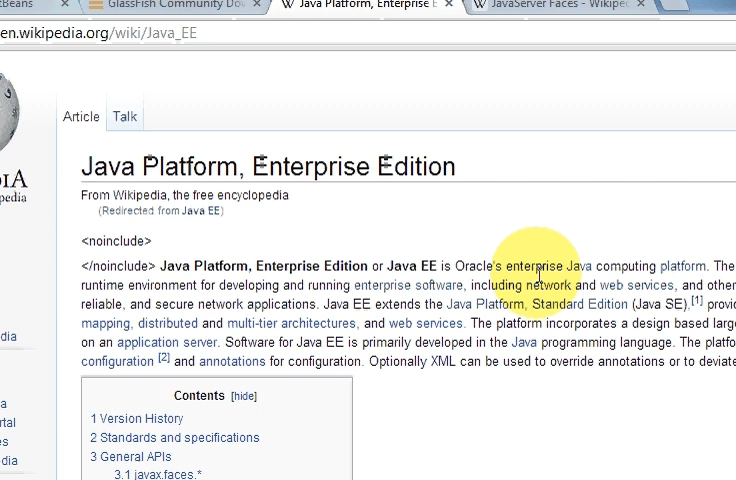 GlassFish Community Dow
Java Platform, Enterprise E
JavaServer Faces - Wikiped
en.wikipedia.org/wiki/Java_EE
Article Talk
Java Platform, Enterprise Edition
From Wikipedia, the free encyclopedia
(Redirected from Java EE)
<noinclude>
</noinclude> Java Platform, Enterprise Edition or Java EE is Oracle's enterprise Java computing platform. The
runtime environment for developing and running enterprise software, including network and web services, and other
reliable, and secure network applications. Java EE extends the Java Platform, Standard Edition (Java SE),[1] provid
mapping, distributed and multi-tier architectures, and web services. The platform incorporates a design based large
on an application server. Software for Java EE is primarily developed in the Java programming language. The platfo
configuration [2] and annotations for configuration. Optionally XML can be used to override annotations or to deviate
Contents [hide]
1 Version History
2 Standards and specifications
3 General APIs
3.1 javax.faces.*